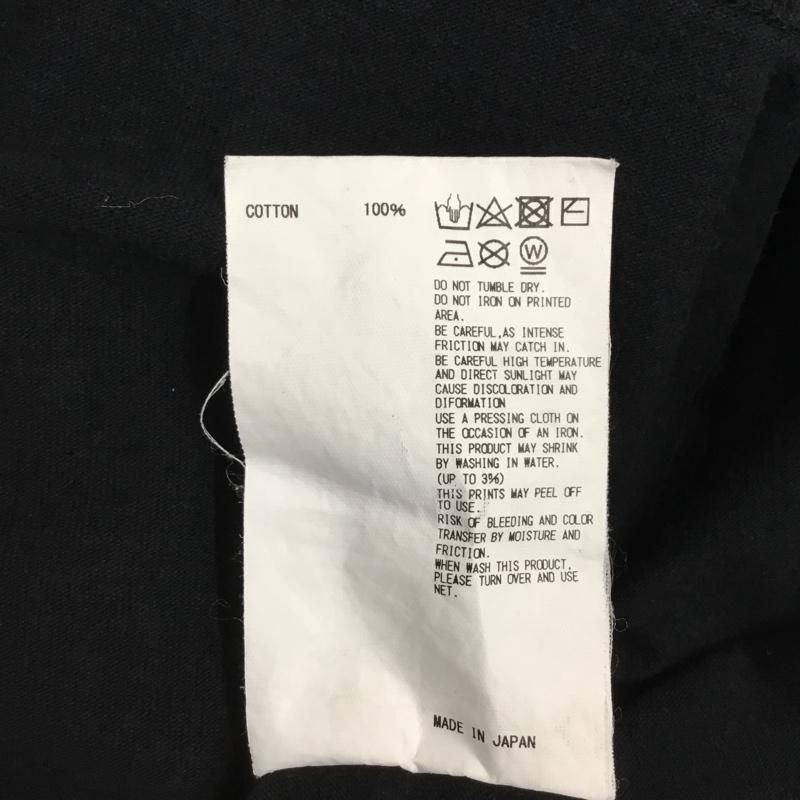 COTTON 100%
W
DO NOT TUMBLE DRY.
DO NOT IRON ON PRINTED
AREA.
BE CAREFUL,AS INTENSE
FRICTION MAY CATCH IN.
BE CAREFUL HIGH TEMPERATURE
AND DIRECT SUNLIGHT MAY
CAUSE DISCOLORATION AND
DIFORMATION
USE A PRESSING CLOTH ON
THE OCCASION OF AN IRON.
THIS PRODUCT MAY SHRINK
BY WASHING IN WATER.
(UP TO 3%)
THIS PRINTS MAY PEEL OFF
TO USE.
RISK OF BLEEDING AND COLOR
TRANSFER BY MOISTURE AND
FRICTION.
WHEN WASH THIS PRODUCT,
PLEASE TURN OVER AND USE
NET.
MADE IN JAPAN